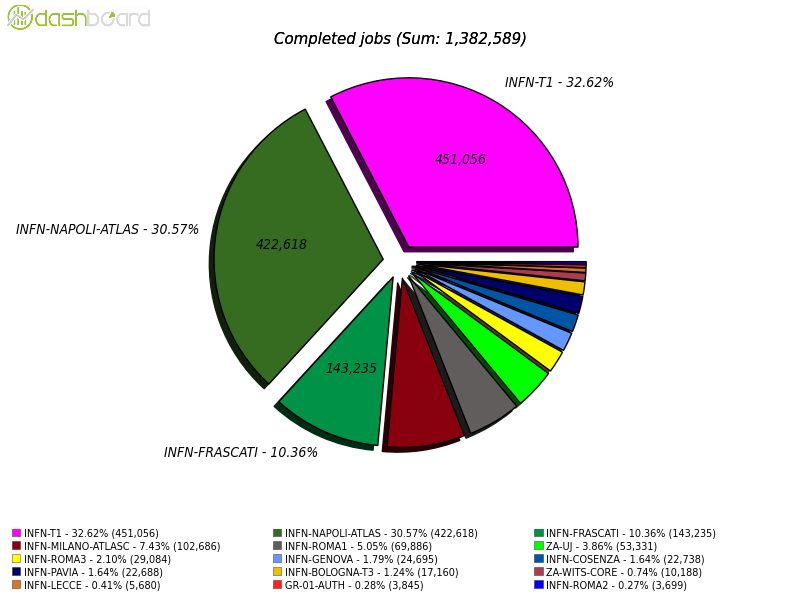 dashboard
Completed jobs (Sum: 1,382,589)
INFN-T1 - 32.62%
451,056
INFN-NAPOLI-ATLAS - 30.57%
422,618
143,235
INFN-FRASCATI - 10.36%
INFN-T1 - 32.62% (451,056) INFN-NAPOLI-ATLAS - 30.57% (422,618) INFN-FRASCATI - 10.36% (143,235)
INFN-MILANO-ATLASC - 7.43% (102,686) INFN-ROMA1 - 5.05% (69,886) ZA-UJ - 3.86% (53,331)
INFN-ROMA3 - 2.10% (29,084) INFN-GENOVA - 1.79% (24,695) INFN-COSENZA - 1.64% (22,738)
INFN-PAVIA - 1.64% (22,688) INFN-BOLOGNA-T3 - 1.24% (17,160) ZA-WITS-CORE - 0.74% (10,188)
INFN-LECCE - 0.41% (5,680) GR-01-AUTH - 0.28% (3,845) INFN-ROMA2 - 0.27% (3,699)